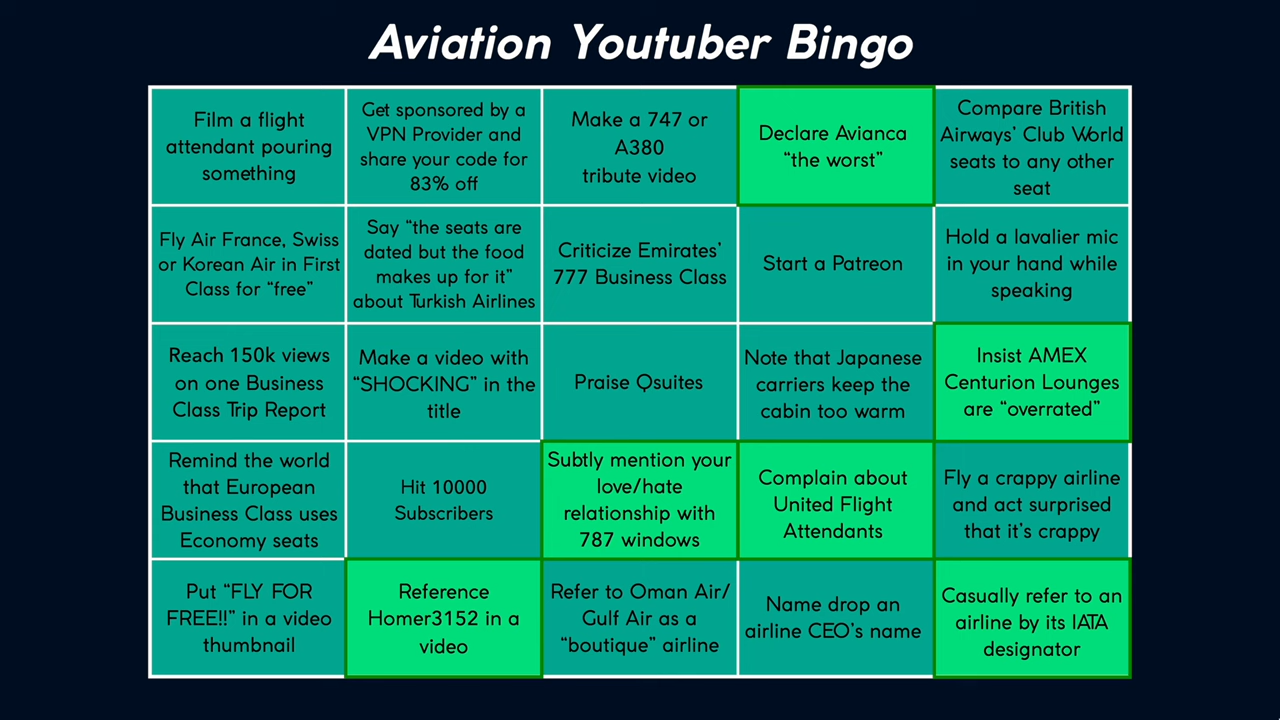 Aviation Youtuber Bingo
Film a flight
attendant pouring
something
Get sponsored by a
VPN Provider and
share your code for
83% off
Make a 747 or
A380
tribute video
Declare Avianca
“the worst”
Compare British
Airways’ Club World
seats to any other
seat
Fly Air France, Swiss
or Korean Air in First
Class for “free”
Say “the seats are
dated but the food
makes up for it”
about Turkish Airlines
Criticize Emirates’
777 Business Class
Start a Patreon
Hold a lavalier mic
in your hand while
speaking
Reach 150k views
on one Business
Class Trip Report
Make a video with
“SHOCKING” in the
title
Praise Qsuites
Note that Japanese
carriers keep the
cabin too warm
Insist AMEX
Centurion Lounges
are “overrated”
Remind the world
that European
Business Class uses
Economy seats
Hit 10000
Subscribers
Subtly mention your
love/hate
relationship with
787 windows
Complain about
United Flight
Attendants
Fly a crappy airline
and act surprised
that it’s crappy
Put “FLY FOR
FREE!!” in a video
thumbnail
Reference
Homer3152 in a
video
Refer to Oman Air/
Gulf Air as a
“boutique” airline
Name drop an
airline CEO’s name
Casually refer to an
airline by its IATA
designator